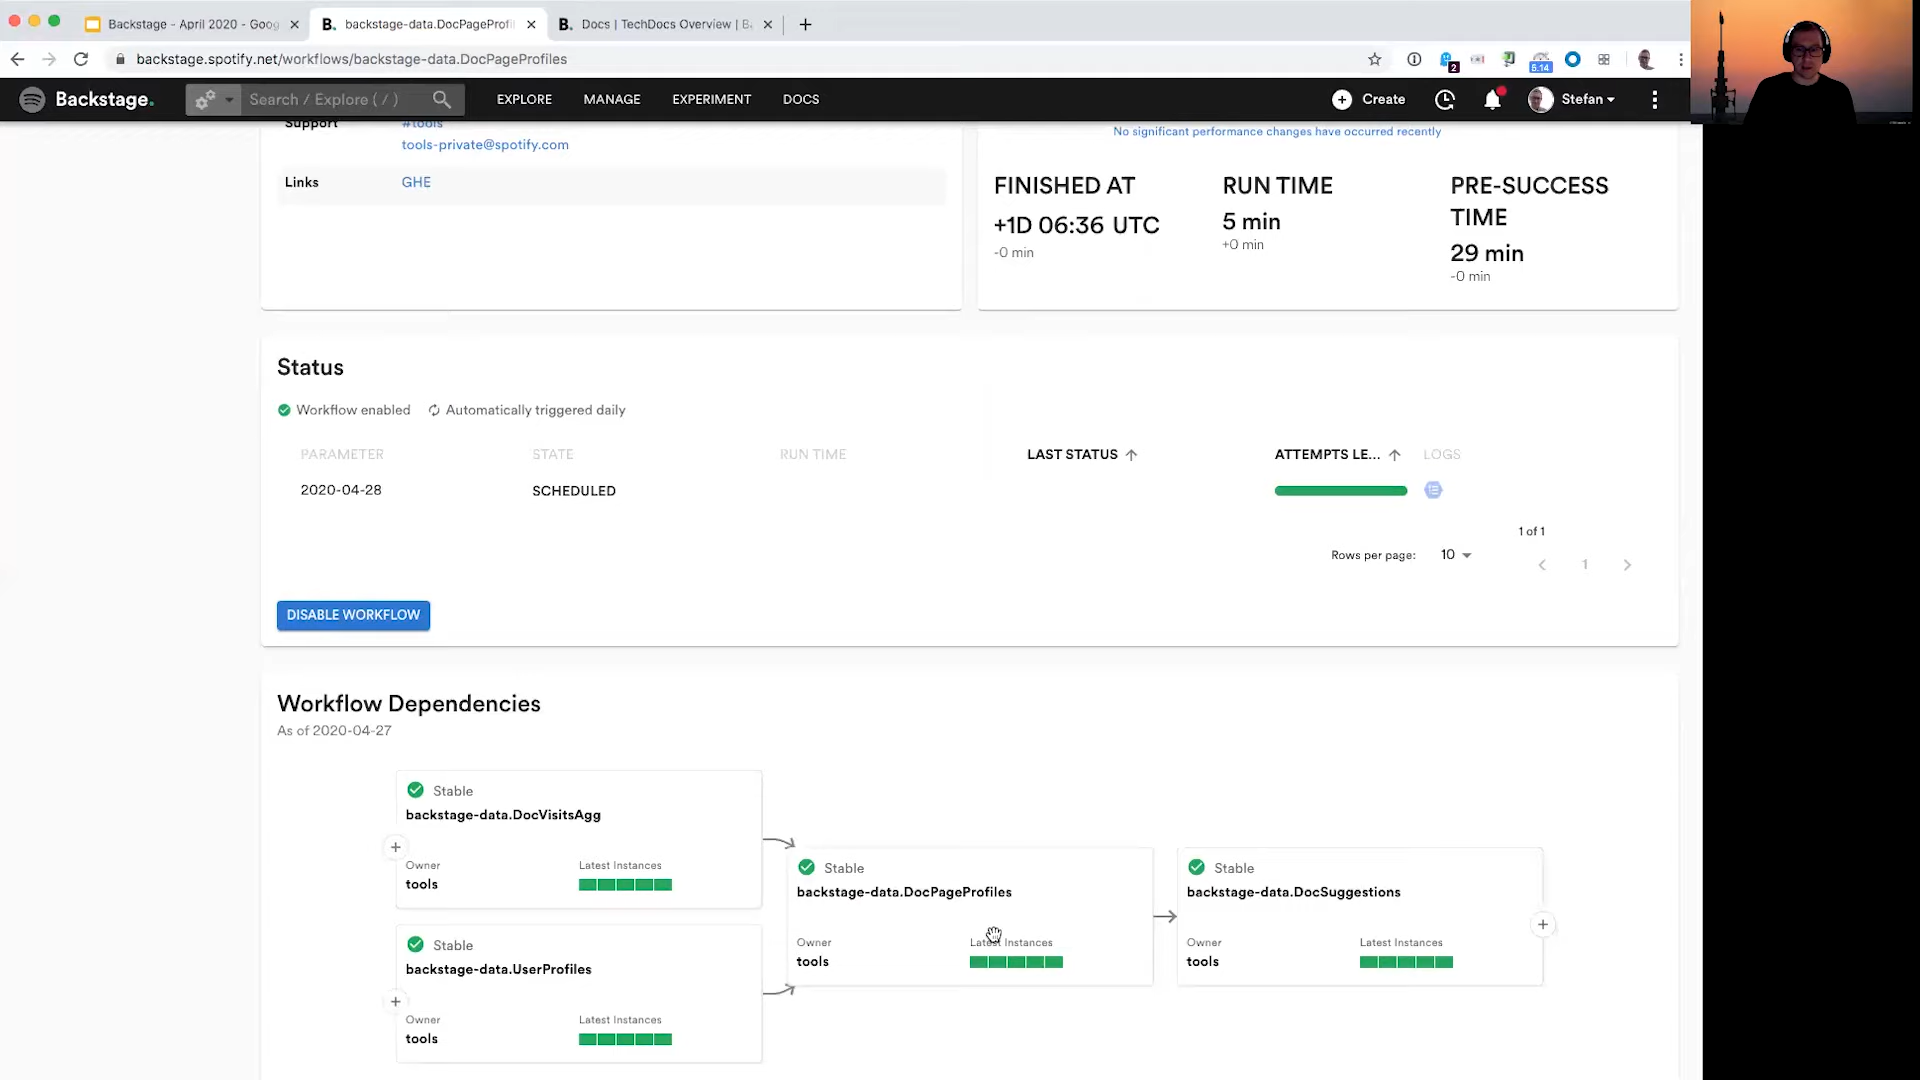 Backstage - April 2020 - Goog
B. backstage-data.DocPageProfil
B. Docs | TechDocs Overview | Ba
backstage.spotify.net/workflows/backstage-data.DocPageProfiles
2
5.14
Backstage.
Search / Explore ( / )
EXPLORE
MANAGE
EXPERIMENT
DOCS
Create
Stefan
Support
#tools
tools-private@spotify.com
Links
GHE
No significant performance changes have occurred recently
FINISHED AT
+1D 06:36 UTC
-0 min
RUN TIME
5 min
+0 min
PRE-SUCCESS
TIME
29 min
-0 min
Status
Workflow enabled
Automatically triggered daily
PARAMETER
STATE
RUN TIME
LAST STATUS
ATTEMPTS LE...
LOGS
2020-04-28
SCHEDULED
1 of 1
Rows per page:
10
1
DISABLE WORKFLOW
Workflow Dependencies
As of 2020-04-27
Stable
backstage-data.DocVisitsAgg
Owner
Latest Instances
tools
Stable
backstage-data.UserProfiles
Owner
Latest Instances
tools
Stable
backstage-data.DocPageProfiles
Owner
Latest Instances
tools
Stable
backstage-data.DocSuggestions
Owner
Latest Instances
tools